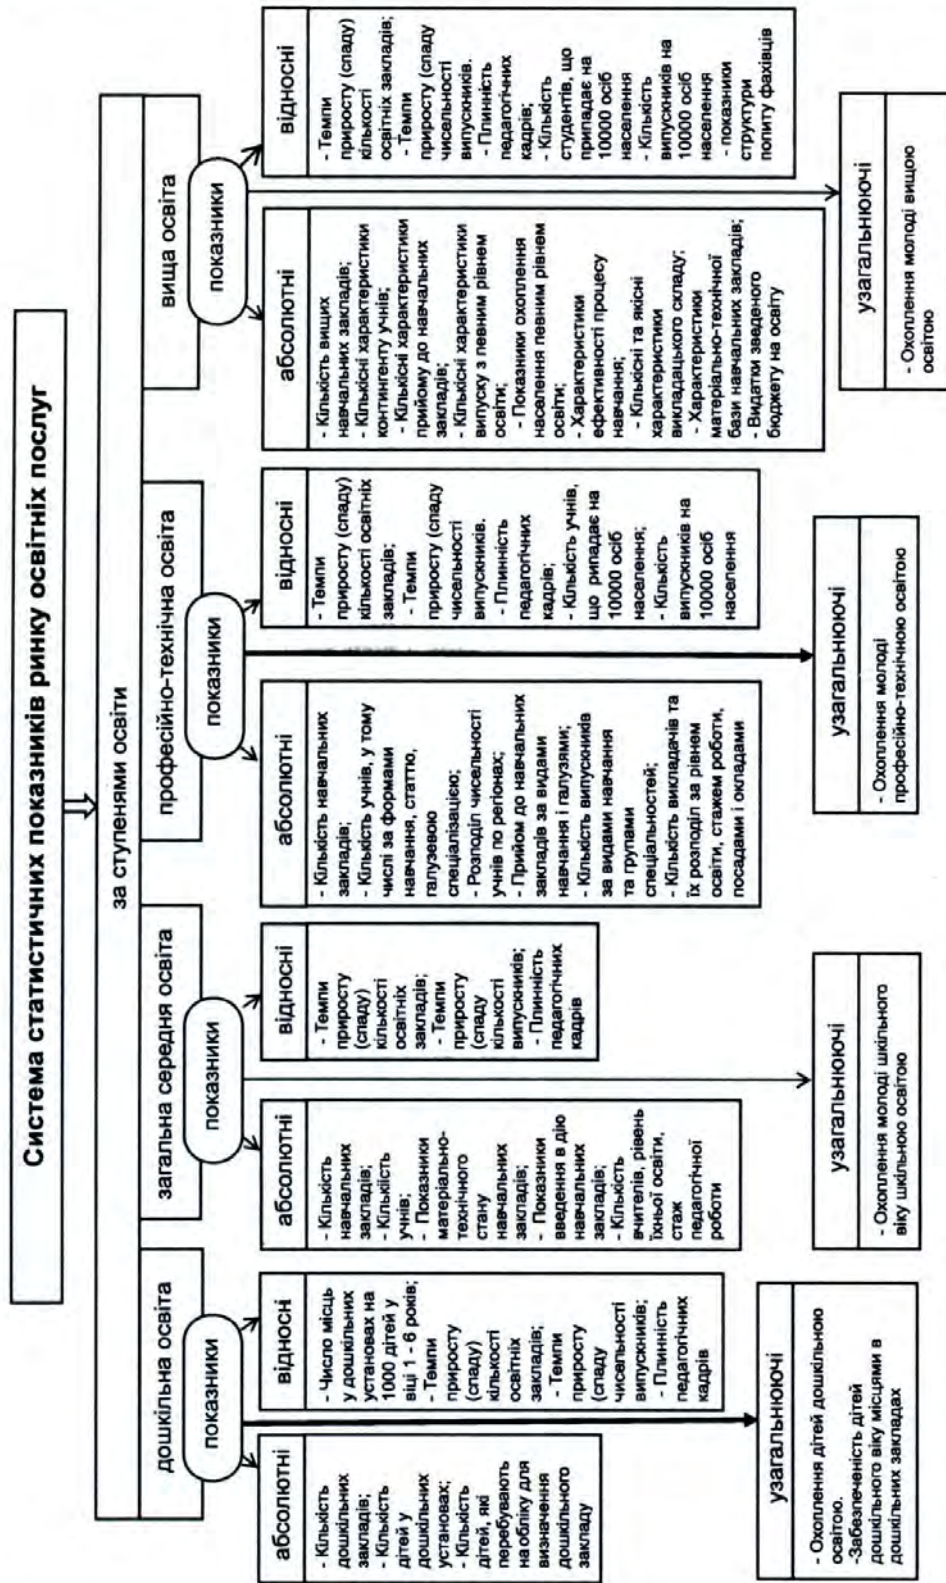 Система статистичних показників ринку освітніх послуг
за ступенями освіти
дошкільна освіта
показники
абсолютні
- Кількість
дошкільних
закладів;
- Кількість
дітей у
дошкільних
установах;
- Кількість
дітей, які
перебувають
на обліку для
визначення
дошкільного
закладу
відносні
- Число місць
у дошкільних
установах на
1000 дітей у
віці 1 - 6 років;
- Темпи
приросту
(спаду)
кількості
освітніх
закладів;
- Темпи
приросту
(спаду
чисельності
випускників;
- Плинність
педагогічних
кадрів
узагальнюючі
- Охоплення дітей дошкільною
освітою.
-Забезпеченість дітей
дошкільного віку місцями в
дошкільних закладах
загальна середня освіта
показники
абсолютні
- Кількість
навчальних
закладів;
- Кількіість
учнів;
- Показники
матеріально-
технічного
стану
навчальних
закладів;
- Показники
введення в дію
навчальних
закладів;
- Кількість
вчителів, рівень
їхньої освіти,
стаж
педагогічної
роботи
відносні
- Темпи
приросту
(спаду)
кількості
освітніх
закладів;
- Темпи
приросту
(спаду
кількості
випускників;
- Плинність
педагогічних
кадрів
узагальнюючі
- Охоплення молоді шкільного
віку шкільною освітою
професійно-технічна освіта
показники
абсолютні
- Кількість навчальних
закладів;
- Кількість учнів, у тому
числі за формами
навчання, статтю,
галузевою
спеціалізацією;
- Розподіл чисельності
учнів по регіонах;
- Прийом до навчальних
закладів за видами
навчання і галузями;
- Кількість випускників
за видами навчання
та групами
спеціальностей;
- Кількість викладачів та
їх розподіл за рівнем
освіти, стажем роботи,
посадами і окладами
відносні
- Темпи
приросту (спаду)
кількості освітніх
закладів;
- Темпи
приросту (спаду
чисельності
випускників.
- Плинність
педагогічних
кадрів;
- Кількість учнів,
що рипадає на
10000 осіб
населення;
- Кількість
випускників на
10000 осіб
населення
узагальнюючі
- Охоплення молоді
професійно-технічною освітою
вища освіта
показники
абсолютні
- Кількість вищих
навчальних закладів;
- Кількісні характеристики
контингенту учнів;
- Кількісні характеристики
прийому до навчальних
закладів;
- Кількісні характеристики
випуску з певним рівнем
освіти;
- Показники охоплення
населення певним рівнем
освіти;
- Характеристики
ефективності процесу
навчання;
- Кількісні та якісні
характеристики
викладацького складу;
- Характеристики
матеріально-технічної
бази навчальних закладів;
- Видатки зведеного
бюджету на освіту
відносні
- Темпи
приросту (спаду)
кількості
освітніх закладів;
- Темпи
приросту (спаду
чисельності
випускників.
- Плинність
педагогічних
кадрів;
- Кількість
студентів, що
припадає на
10000 осіб
населення
- Кількість
випускників на
10000 осіб
населення
- показники
структури
попиту фахівців
узагальнюючі
- Охоплення молоді вищою
освітою